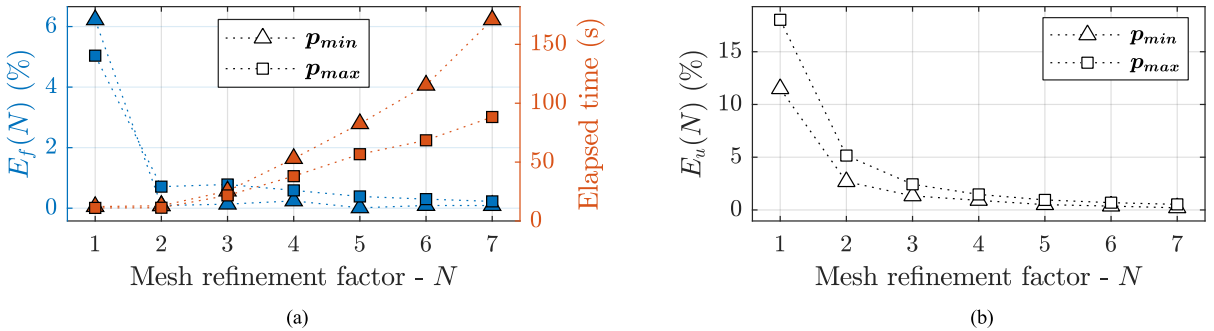 E_f(N) (%)
6
4
2
0
p_min
p_max
150
100
50
0
Elapsed time (s)
1 2 3 4 5 6 7
Mesh refinement factor - N
(a)
E_u(N) (%)
15
10
5
0
p_min
p_max
1 2 3 4 5 6 7
Mesh refinement factor - N
(b)